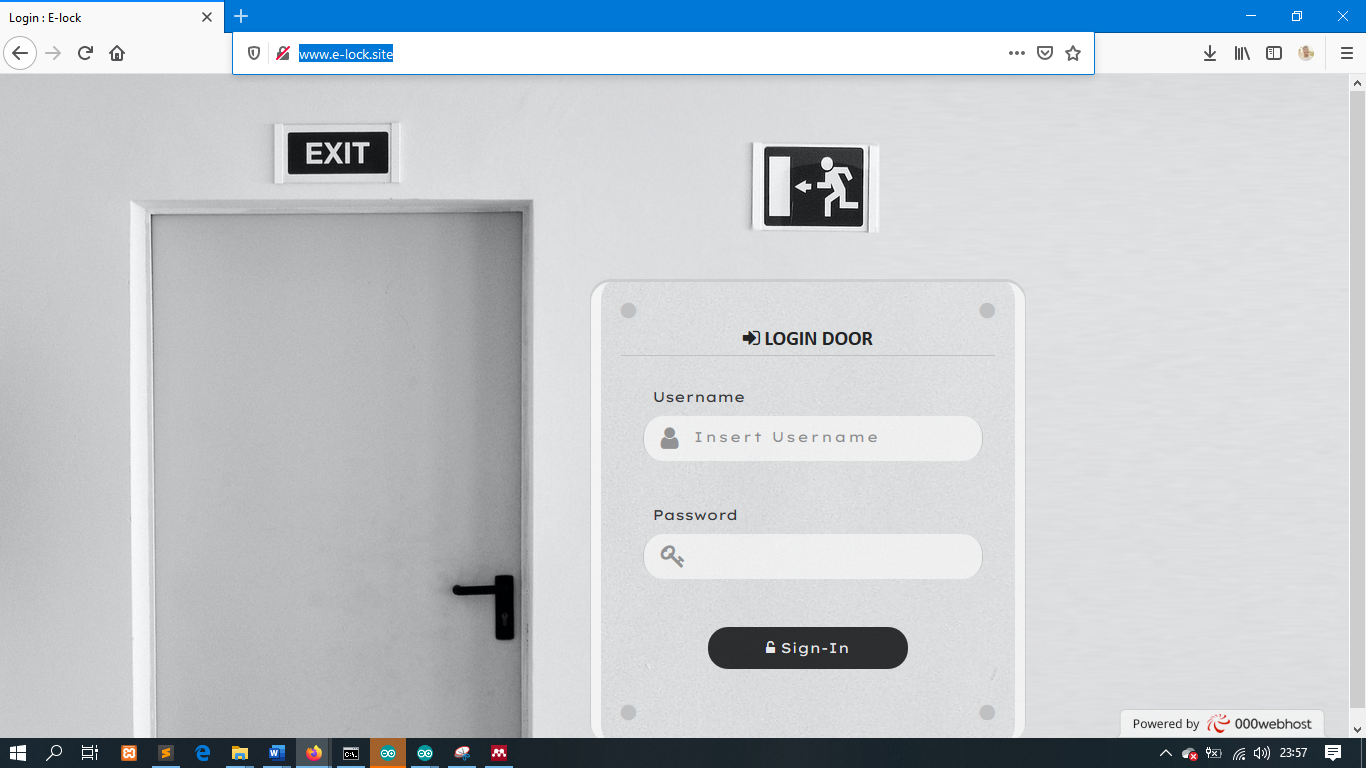 Login : E-lock
www.e-lock.site
EXIT
LOGIN DOOR
Username
Insert Username
Password
Sign-In
Powered by 000webhost
23:57